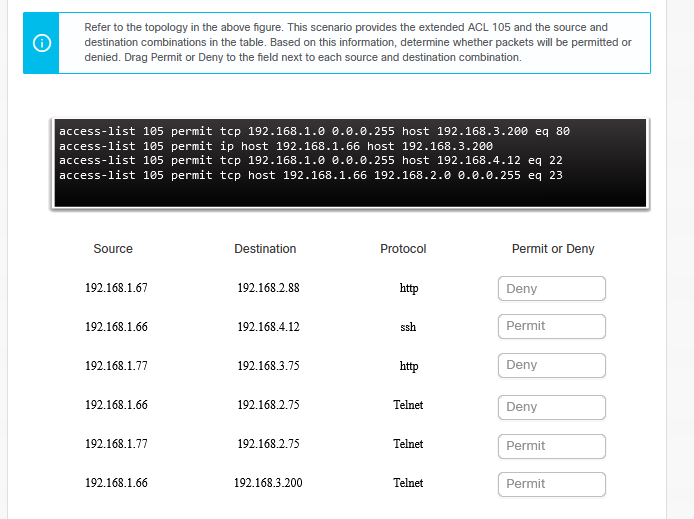 Refer to the topology in the above figure. This scenario provides the extended ACL 105 and the source and
destination combinations in the table. Based on this information, determine whether packets will be permitted or
denied. Drag Permit or Deny to the field next to each source and destination combination.
access-list 105 permit tcp 192.168.1.0 0.0.0.255 host 192.168.3.200 eq 80
access-list 105 permit ip host 192.168.1.66 host 192.168.3.200
access-list 105 permit tcp 192.168.1.0 0.0.0.255 host 192.168.4.12 eq 22
access-list 105 permit tcp host 192.168.1.66 192.168.2.0 0.0.0.255 eq 23
Source Destination Protocol Permit or Deny
192.168.1.67 192.168.2.88 http Deny
192.168.1.66 192.168.4.12 ssh Permit
192.168.1.77 192.168.3.75 http Deny
192.168.1.66 192.168.2.75 Telnet Deny
192.168.1.77 192.168.2.75 Telnet Permit
192.168.1.66 192.168.3.200 Telnet Permit